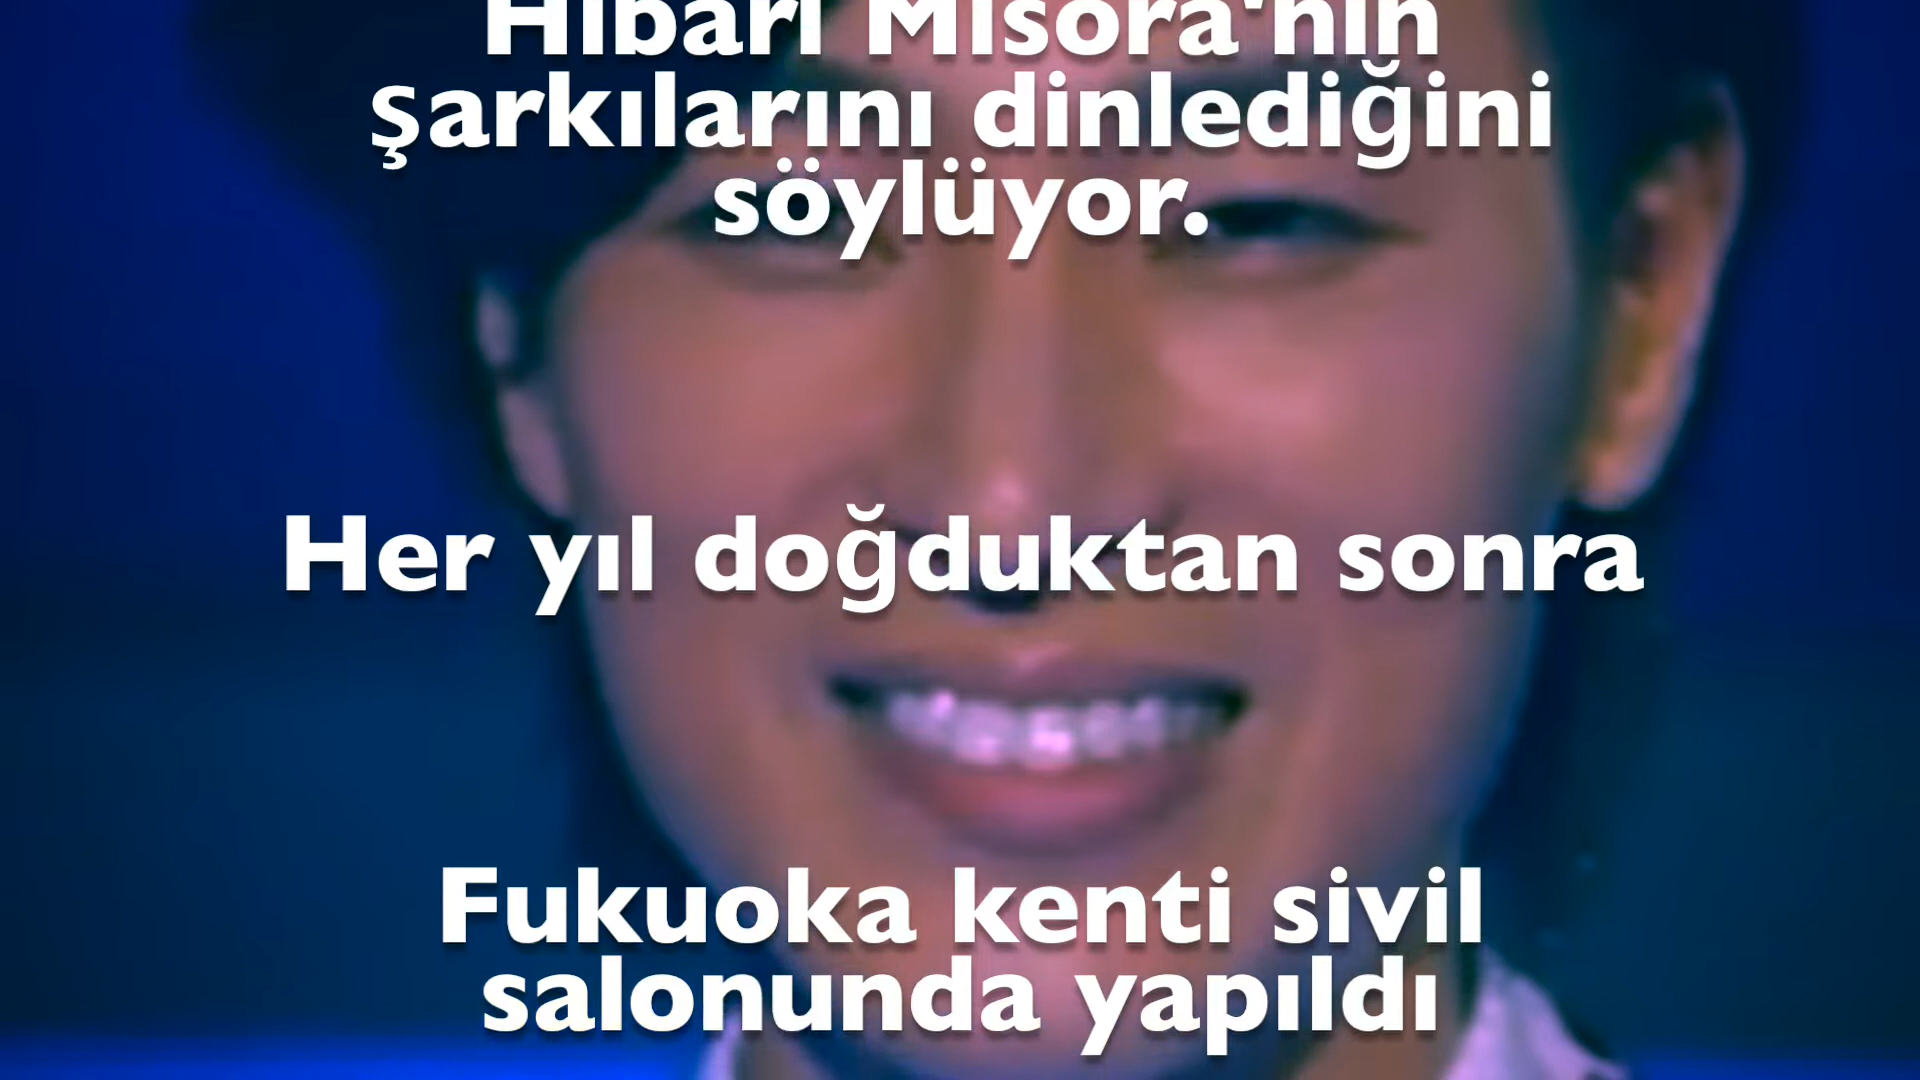 Hibari Misora'nın
şarkılarını dinlediğini
söylüyor.
Her yıl doğduktan sonra
Fukuoka kenti sivil
salonunda yapıldı